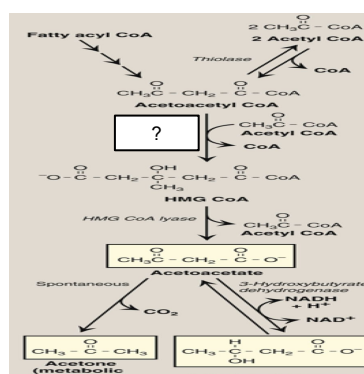 O
2 CH₃C – CoA
Fatty acyl CoA
2 Acetyl CoA
Thiolase
CoA
O O
CH₃C – CH₂ – C – CoA
Acetoacetyl CoA
?
O
CH₃C – CoA
Acetyl CoA
CoA
O OH O
⁻O – C – CH₂ – C – CH₂ – C – CoA
CH₃
HMG CoA
HMG CoA lyase
O
CH₃C – CoA
Acetyl CoA
O O
CH₃ – C – CH₂ – C – O⁻
Acetoacetate
Spontaneous
3-Hydroxybutyrate
dehydrogenase
NADH
+ H⁺
CO₂
NAD⁺
O
CH₃ – C – CH₃
H O
CH₃ – C – CH₂ – C – O⁻
OH
Acetone
(metabolic